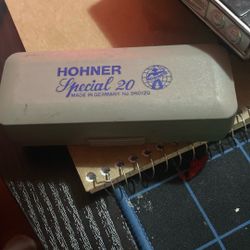 HOHNER
Special 20
MADE IN GERMANY No 560/20